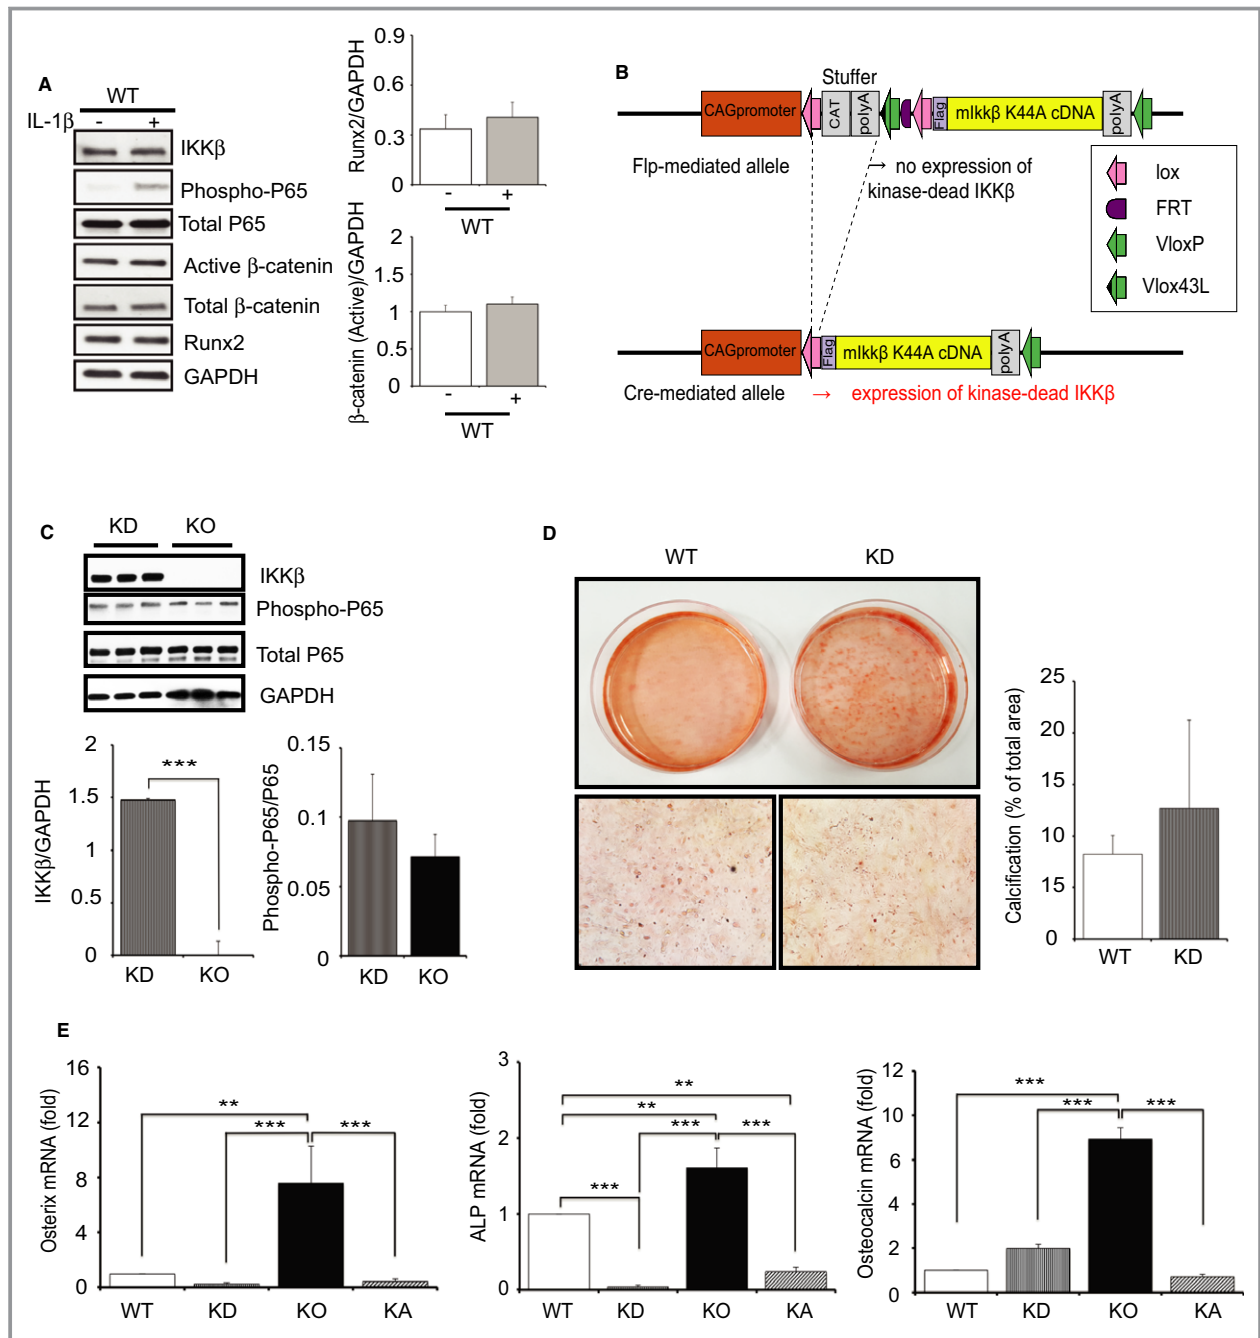 A
WT
IL-1β - +
IKKβ
Phospho-P65
Total P65
Active β-catenin
Total β-catenin
Runx2
GAPDH
Runx2/GAPDH
0.9
0.6
0.3
0
- +
WT
β-catenin (Active)/GAPDH
2
1.5
1
0.5
0
- +
WT
B
Stuffer
CAGpromoter
CAT
polyA
Flag
mIkkβ K44A cDNA
polyA
Flp-mediated allele
→ no expression of
kinase-dead IKKβ
lox
FRT
VloxP
Vlox43L
CAGpromoter
Flag
mIkkβ K44A cDNA
polyA
Cre-mediated allele → expression of kinase-dead IKKβ
C
KD KO
IKKβ
Phospho-P65
Total P65
GAPDH
IKKβ/GAPDH
2
1.5
1
0.5
0
***
KD KO
Phospho-P65/P65
0.15
0.1
0.05
0
KD KO
D
WT KD
Calcification (% of total area)
25
20
12
10
15
0
WT KD
E
Osterix mRNA (fold)
16
12
8
4
0
**
*** ***
WT KD KO KA
ALP mRNA (fold)
3
2
1
0
**
**
*** ***
***
WT KD KO KA
Osteocalcin mRNA (fold)
12
10
8
6
4
2
0
***
*** ***
WT KD KO KA